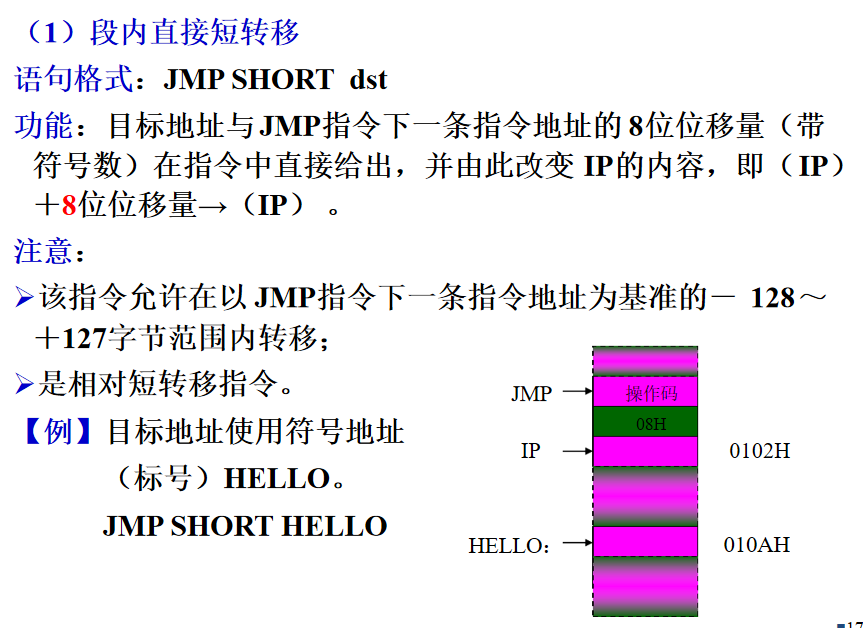 （1）段内直接短转移
语句格式：JMP SHORT dst
功能：目标地址与JMP指令下一条指令地址的8位位移量（带
符号数）在指令中直接给出，并由此改变 IP的内容，即（IP）
＋8位位移量→（IP） 。
注意：
➢该指令允许在以 JMP指令下一条指令地址为基准的－ 128～
＋127字节范围内转移；
➢是相对短转移指令。
【例】目标地址使用符号地址
（标号）HELLO。
JMP SHORT HELLO
JMP
操作码
08H
IP
0102H
HELLO：
010AH
17